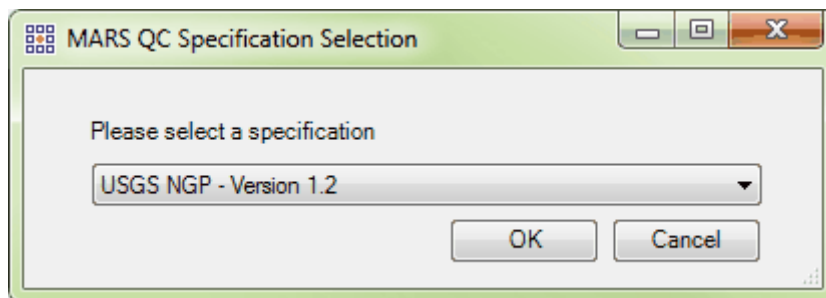 MARS QC Specification Selection
Please select a specification
USGS NGP - Version 1.2
OK Cancel